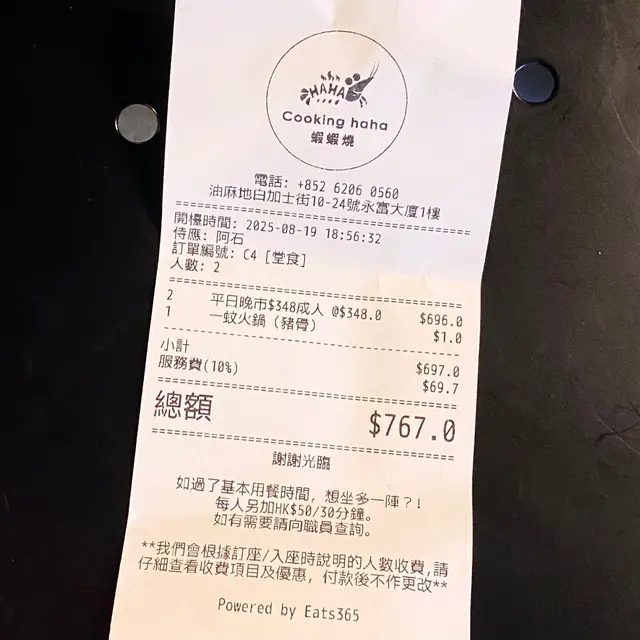 HAHA
Cooking haha
蝦蝦燒
電話: +852 6206 0560
油麻地白加士街10-24號永富大廈1樓
開檯時間: 2025-08-19 18:56:32
侍應: 阿石
訂單編號: C4 [堂食]
人數: 2
2 平日晚市$348成人 @$348.0 $696.0
1 一蚊火鍋（豬骨） $1.0
小計 $697.0
服務費(10%) $69.7
總額 $767.0
謝謝光臨
如過了基本用餐時間, 想坐多一陣?!
每人另加HK$50/30分鐘。
如有需要請向職員查詢。
**我們會根據訂座/入座時說明的人數收費,請
仔細查看收費項目及優惠, 付款後不作更改**
Powered by Eats365